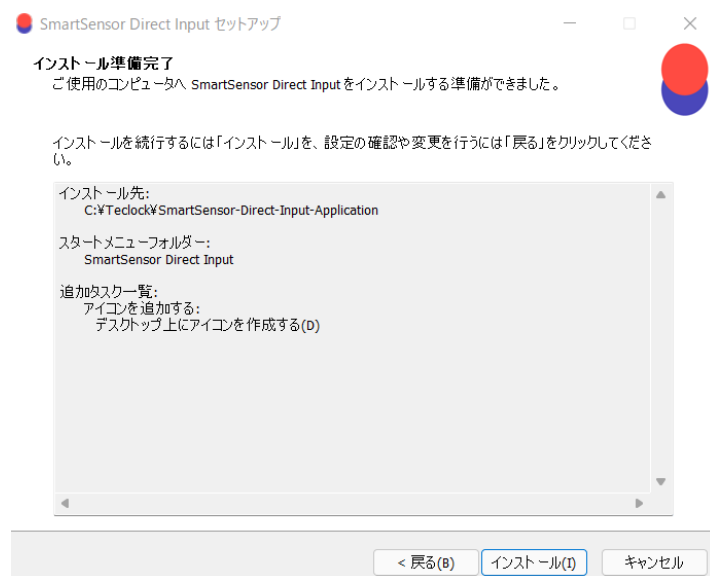 SmartSensor Direct Input セットアップ
インストール準備完了
ご使用のコンピュータへ SmartSensor Direct Input をインストールする準備ができました。
インストールを続行するには「インストール」を、設定の確認や変更を行うには「戻る」をクリックしてくださ
い。
インストール先:
C:¥Teclock¥SmartSensor-Direct-Input-Application
スタートメニューフォルダー:
SmartSensor Direct Input
追加タスク一覧:
アイコンを追加する:
デスクトップ上にアイコンを作成する(D)
< 戻る(B)
インストール(I)
キャンセル